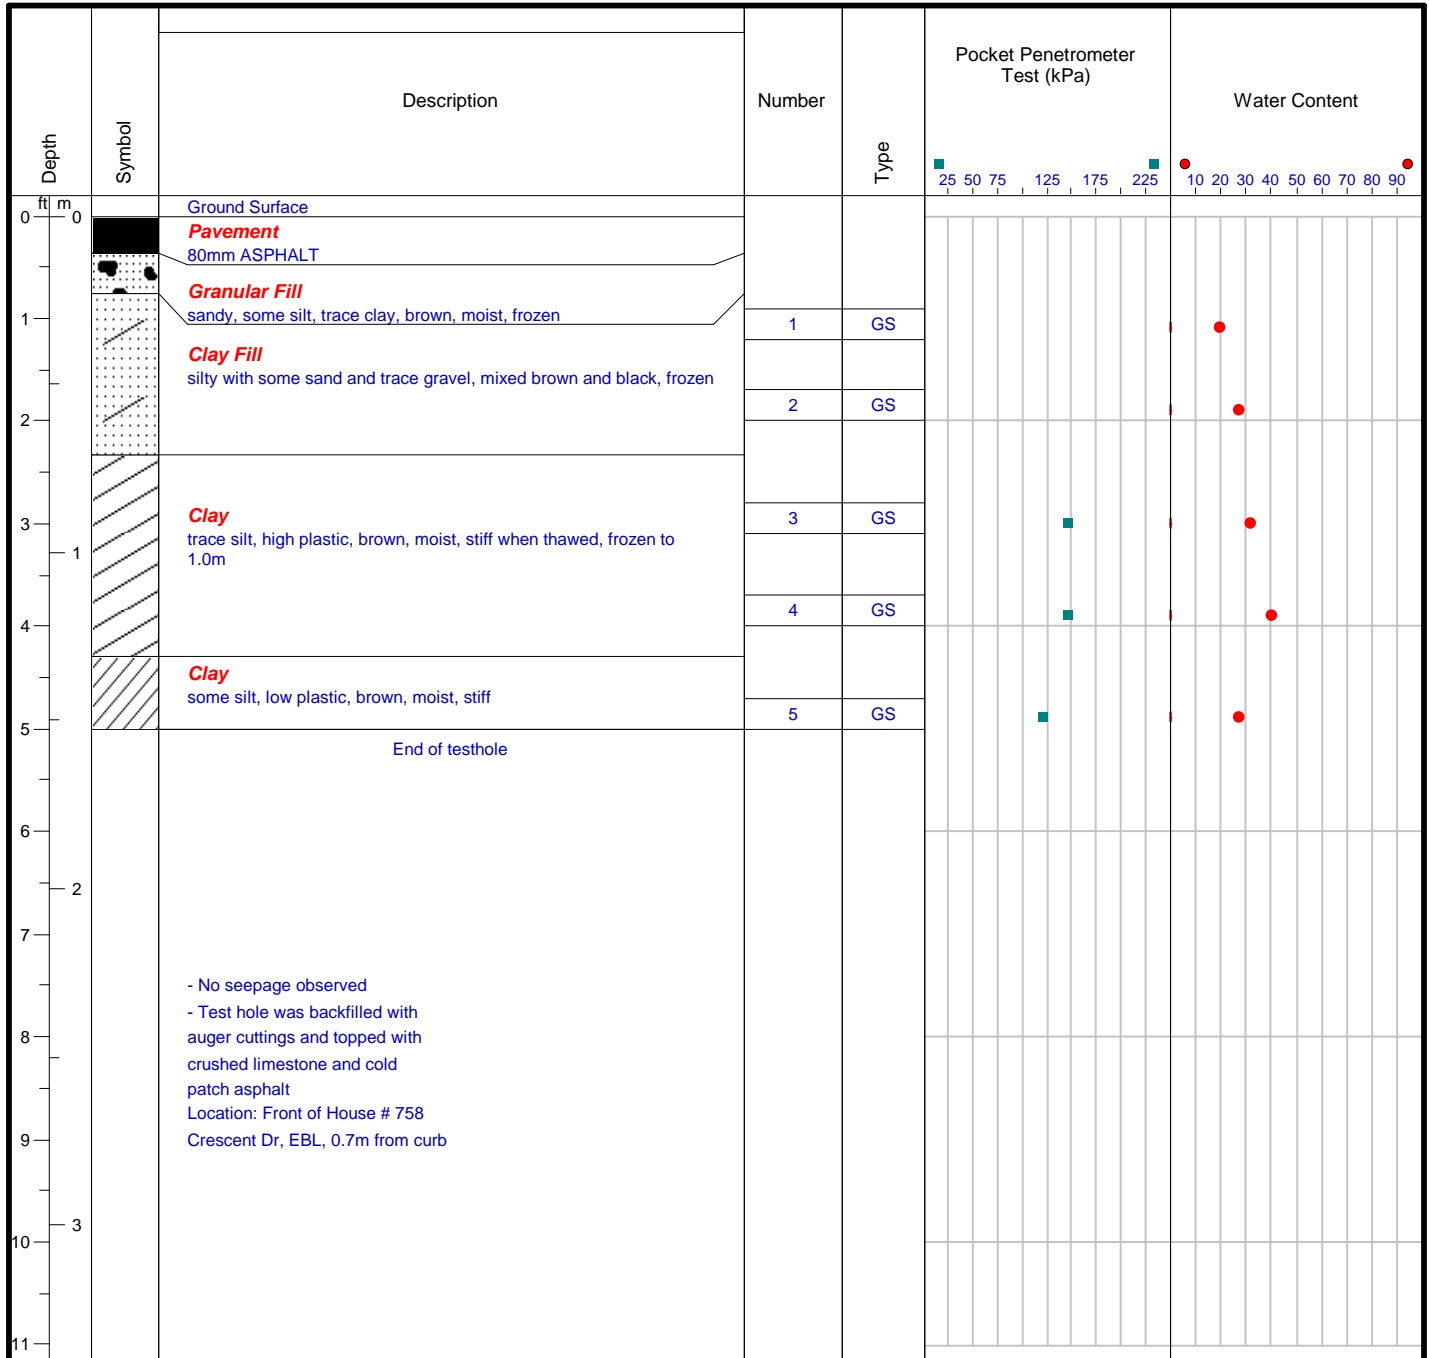 Depth
Symbol
Description
Number
Type
Pocket Penetrometer
Test (kPa)
Water Content
25 50 75 125 175 225
10 20 30 40 50 60 70 80 90
ft m
Ground Surface
0 0
Pavement
80mm ASPHALT
Granular Fill
sandy, some silt, trace clay, brown, moist, frozen
1
1 GS
Clay Fill
silty with some sand and trace gravel, mixed brown and black, frozen
2 GS
2
Clay
3 GS
3
trace silt, high plastic, brown, moist, stiff when thawed, frozen to
1
1.0m
4 GS
4
Clay
some silt, low plastic, brown, moist, stiff
5 GS
5
End of testhole
6
2
7
- No seepage observed
- Test hole was backfilled with
8
auger cuttings and topped with
crushed limestone and cold
patch asphalt
Location: Front of House # 758
9
Crescent Dr, EBL, 0.7m from curb
3
10
11